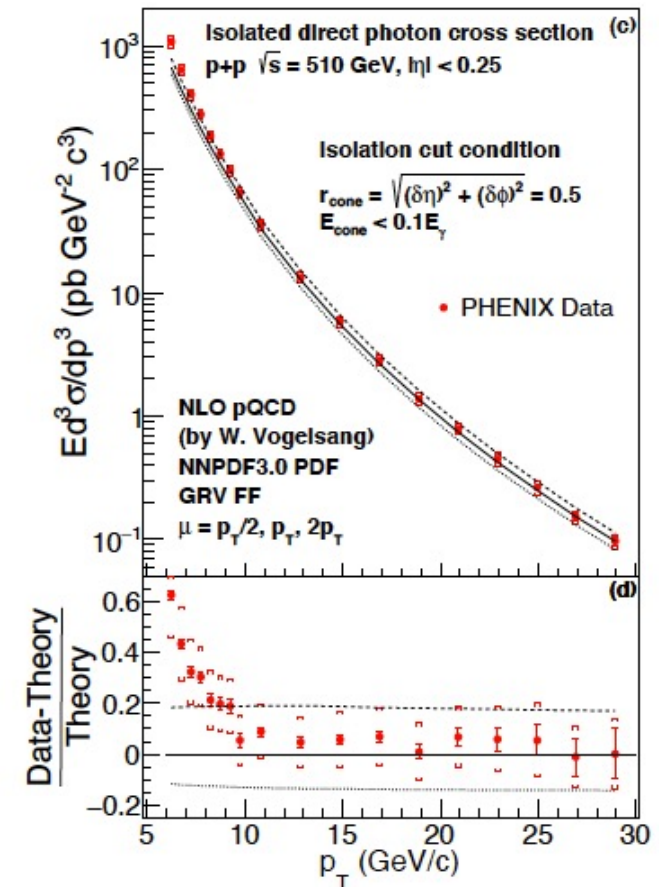 (c)
Isolated direct photon cross section
p+p √s = 510 GeV, |η| < 0.25
Isolation cut condition
r_cone = √((δη)² + (δϕ)²) = 0.5
E_cone < 0.1E_γ
PHENIX Data
NLO pQCD
(by W. Vogelsang)
NNPDF3.0 PDF
GRV FF
μ = p_T/2, p_T, 2p_T
Ed³σ/dp³ (pb GeV⁻² c³)
10³
10²
10
1
10⁻¹
(d)
Data-Theory
Theory
0.6
0.4
0.2
0
−0.2
5 10 15 20 25 30
p_T (GeV/c)